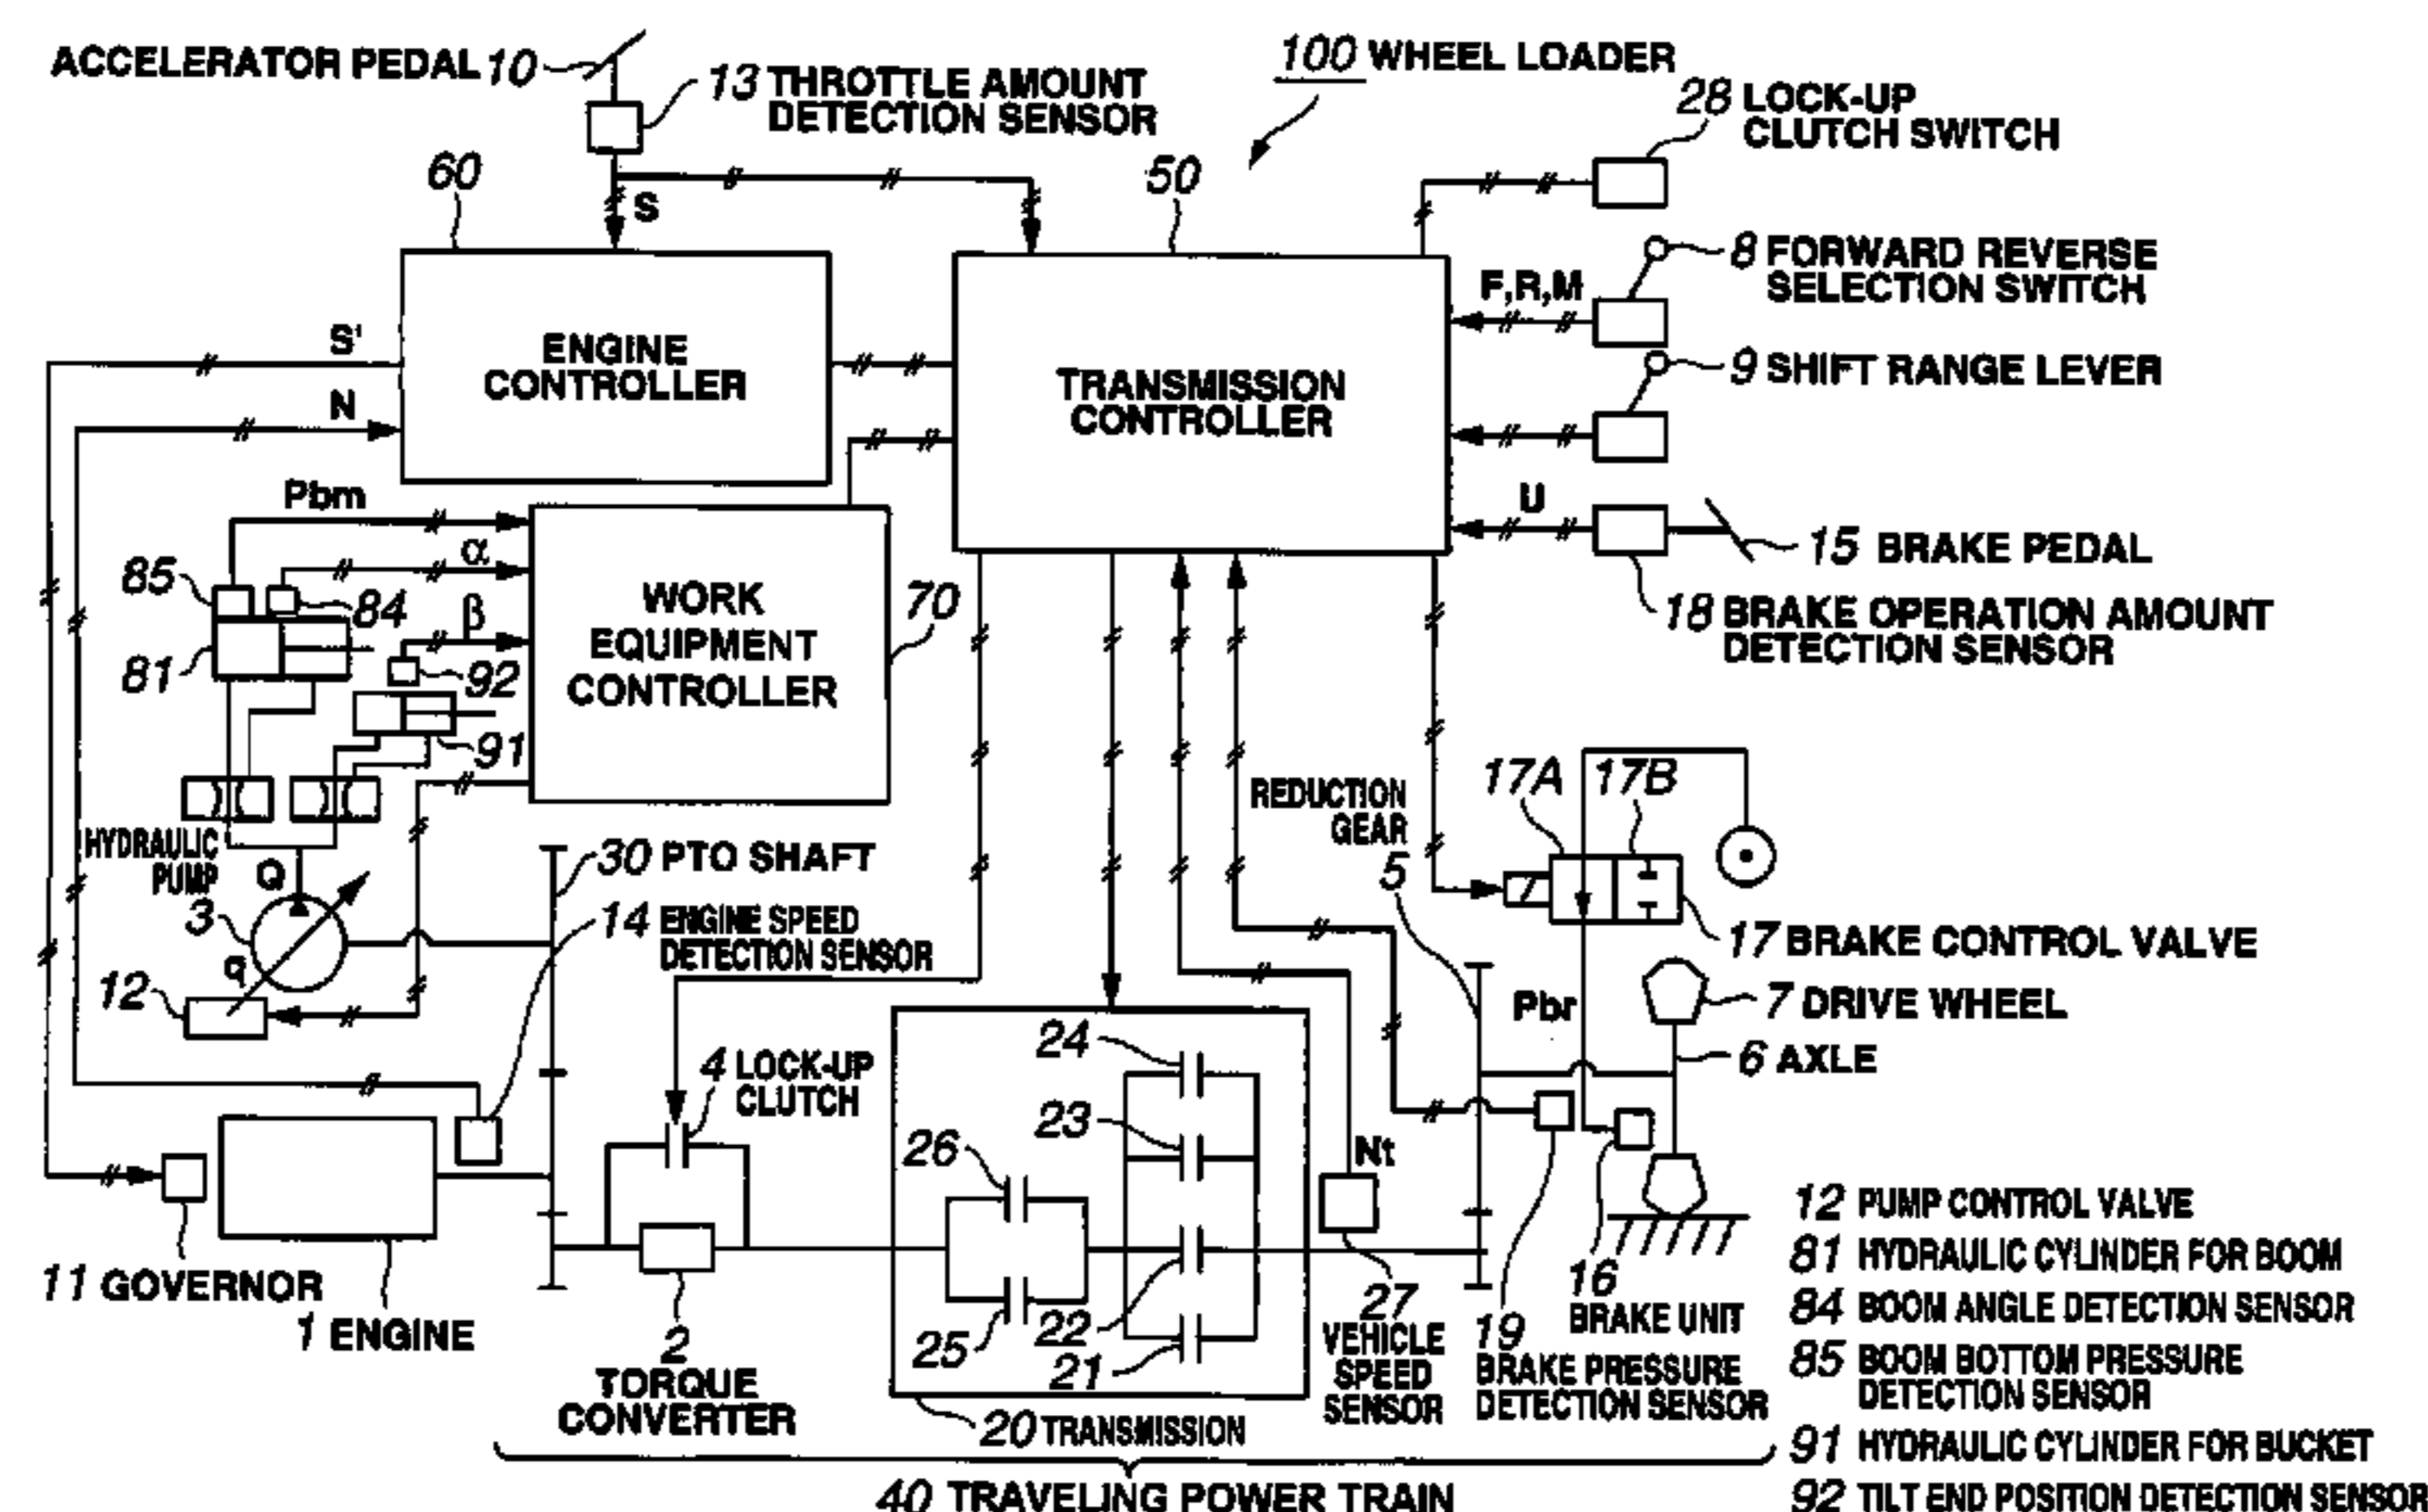 ACCELERATOR PEDAL 10
13 THROTTLE AMOUNT
DETECTION SENSOR
100 WHEEL LOADER
28 LOCK-UP
CLUTCH SWITCH
60
S
50
8 FORWARD REVERSE
SELECTION SWITCH
F,R,M
ENGINE
CONTROLLER
S'
N
TRANSMISSION
CONTROLLER
9 SHIFT RANGE LEVER
U
15 BRAKE PEDAL
18 BRAKE OPERATION AMOUNT
DETECTION SENSOR
Pbm
α
β
85
84
81
92
91
WORK
EQUIPMENT
CONTROLLER
70
HYDRAULIC
PUMP
Q
3
q
12
30 PTO SHAFT
14 ENGINE SPEED
DETECTION SENSOR
REDUCTION
GEAR
5
17A
17B
17 BRAKE CONTROL VALVE
7 DRIVE WHEEL
6 AXLE
Pbr
4 LOCK-UP
CLUTCH
24
23
26
25
22
21
Nt
11 GOVERNOR
1 ENGINE
2
TORQUE
CONVERTER
20 TRANSMISSION
27
VEHICLE
SPEED
SENSOR
19
BRAKE PRESSURE
DETECTION SENSOR
16
BRAKE UNIT
12 PUMP CONTROL VALVE
81 HYDRAULIC CYLINDER FOR BOOM
84 BOOM ANGLE DETECTION SENSOR
85 BOOM BOTTOM PRESSURE
DETECTION SENSOR
91 HYDRAULIC CYLINDER FOR BUCKET
92 TILT END POSITION DETECTION SENSOR
40 TRAVELING POWER TRAIN